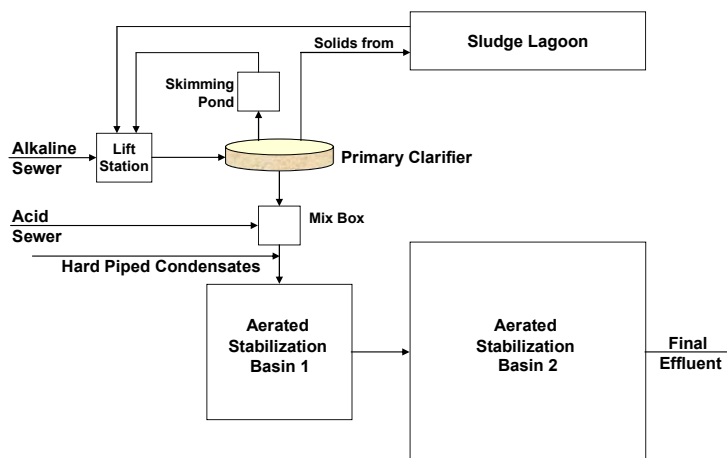 Solids from
Sludge Lagoon
Skimming
Pond
Alkaline
Sewer
Lift
Station
Primary Clarifier
Acid
Sewer
Mix Box
Hard Piped Condensates
Aerated
Stabilization
Basin 1
Aerated
Stabilization
Basin 2
Final
Effluent